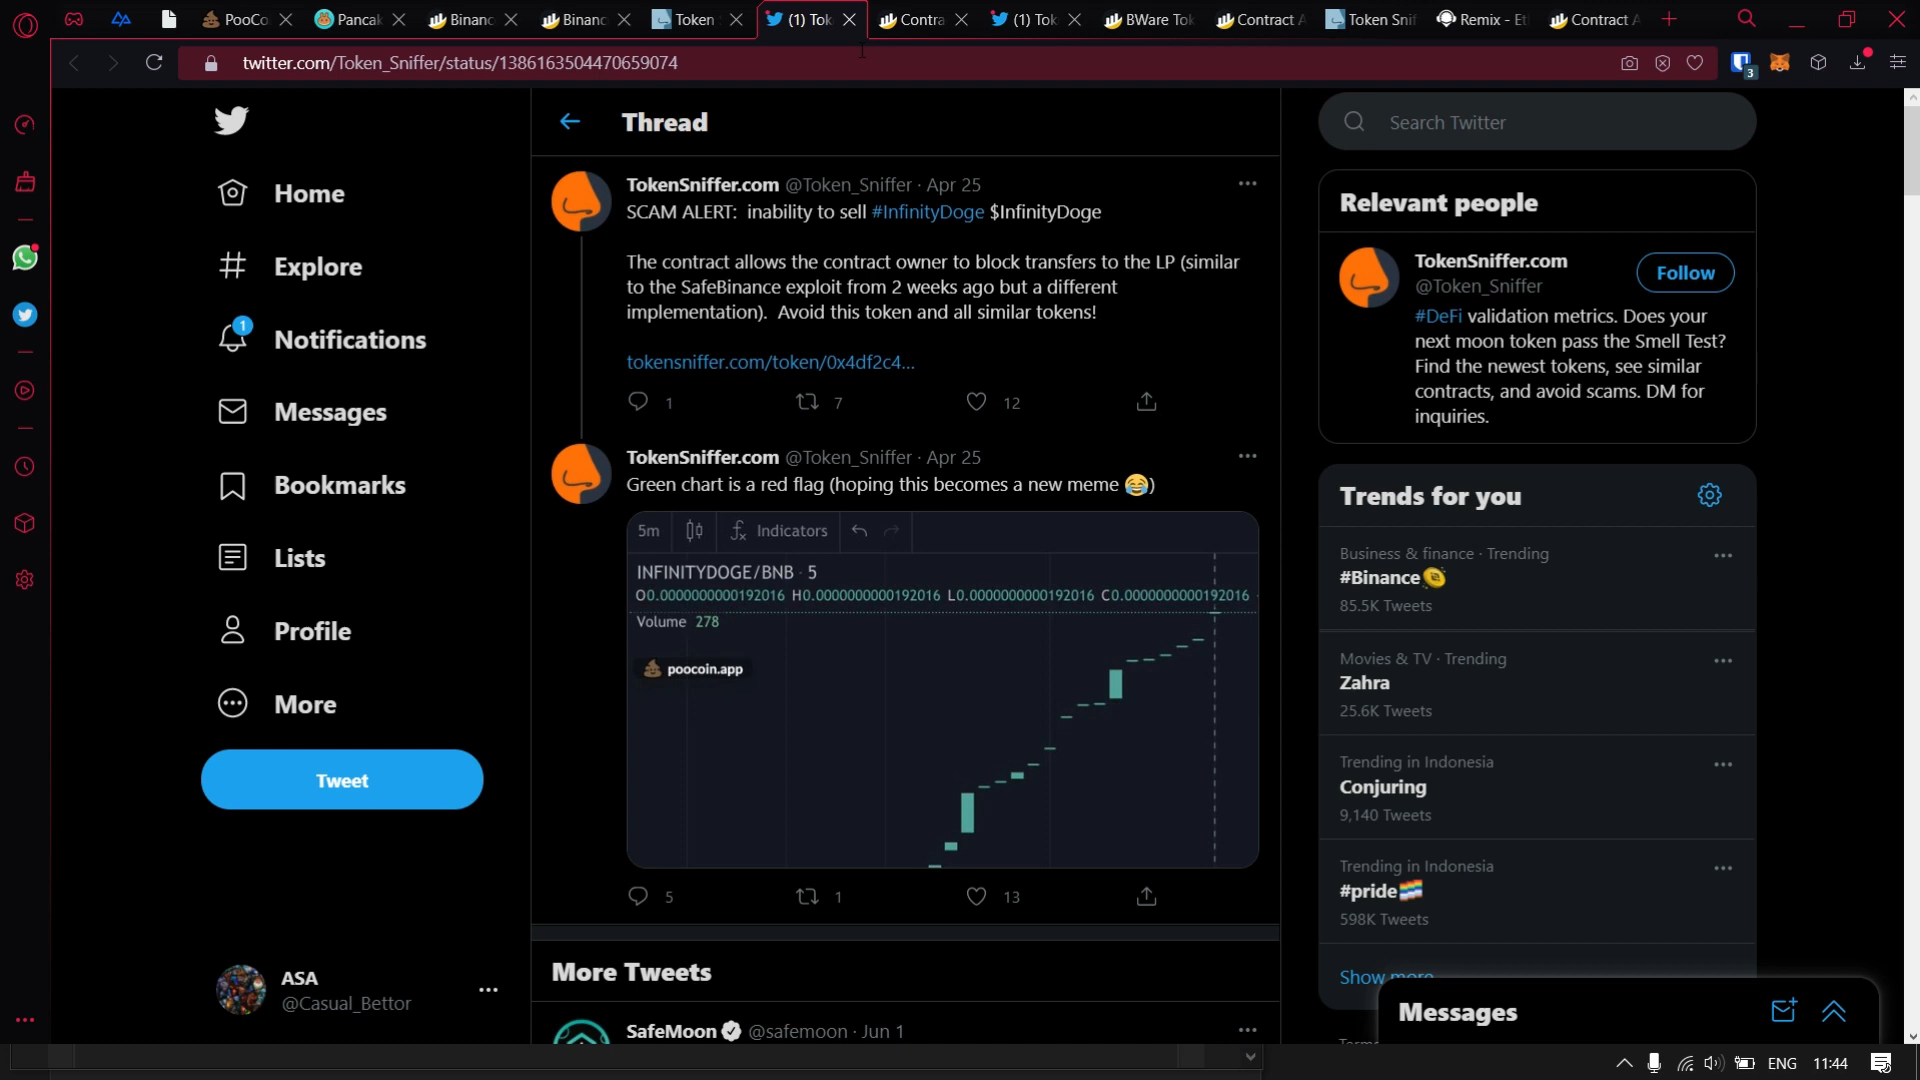 PooCo
Pancak
Binanc
Binanc
Token
(1) Tok
Contra
(1) Tok
BWare Tok
Contract A
Token Snif
Remix - Et
Contract A
twitter.com/Token_Sniffer/status/1386163504470659074
3
Home
Explore
1
Notifications
Messages
Bookmarks
Lists
Profile
More
Tweet
ASA
@Casual_Bettor
Thread
TokenSniffer.com @Token_Sniffer · Apr 25
SCAM ALERT: inability to sell #InfinityDoge $InfinityDoge
The contract allows the contract owner to block transfers to the LP (similar
to the SafeBinance exploit from 2 weeks ago but a different
implementation). Avoid this token and all similar tokens!
tokensniffer.com/token/0x4df2c4...
1 7 12
TokenSniffer.com @Token_Sniffer · Apr 25
Green chart is a red flag (hoping this becomes a new meme 😂)
5m Indicators
INFINITYDOGE/BNB · 5
O0.0000000000192016 H0.0000000000192016 L0.0000000000192016 C0.0000000000192016
Volume 278
poocoin.app
5 1 13
More Tweets
SafeMoon @safemoon · Jun 1
Search Twitter
Relevant people
TokenSniffer.com
@Token_Sniffer
Follow
#DeFi validation metrics. Does your
next moon token pass the Smell Test?
Find the newest tokens, see similar
contracts, and avoid scams. DM for
inquiries.
Trends for you
Business & finance · Trending
#Binance
85.5K Tweets
Movies & TV · Trending
Zahra
25.6K Tweets
Trending in Indonesia
Conjuring
9,140 Tweets
Trending in Indonesia
#pride🏳️‍🌈
598K Tweets
Show more
Messages
ENG 11:44